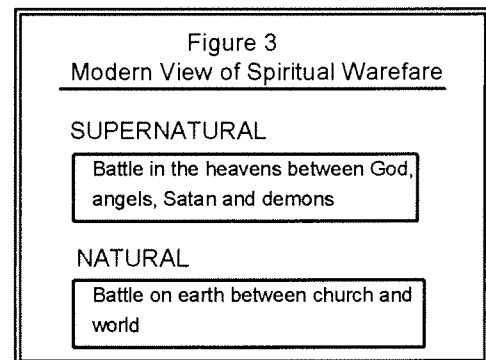 Figure 3
Modern View of Spiritual Warefare
SUPERNATURAL
Battle in the heavens between God,
angels, Satan and demons
NATURAL
Battle on earth between church and
world